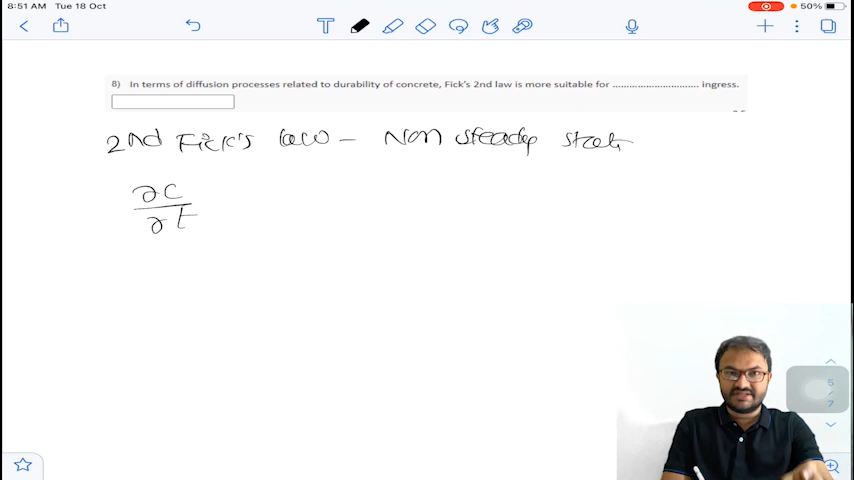 8:51 AM Tue 18 Oct
50%
8) In terms of diffusion processes related to durability of concrete, Fick's 2nd law is more suitable for .............................. ingress.
2nd Fick's law - Non steady state
∂C
∂t
5
7